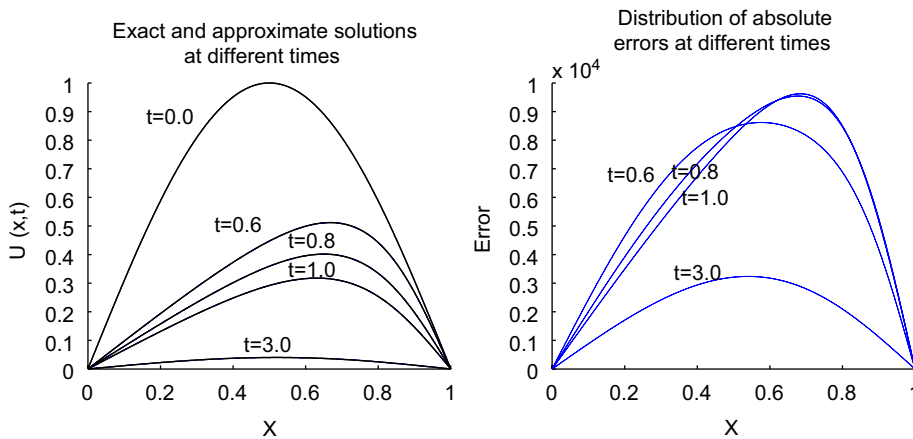 Exact and approximate solutions
at different times
1
0.9
0.8
0.7
0.6
0.5
0.4
0.3
0.2
0.1
0
U (x,t)
t=0.0
t=0.6
t=0.8
t=1.0
t=3.0
0 0.2 0.4 0.6 0.8 1
X
Distribution of absolute
errors at different times
x 10^4
1
0.9
0.8
0.7
0.6
0.5
0.4
0.3
0.2
0.1
0
Error
t=0.6
t=0.8
t=1.0
t=3.0
0 0.2 0.4 0.6 0.8 1
X